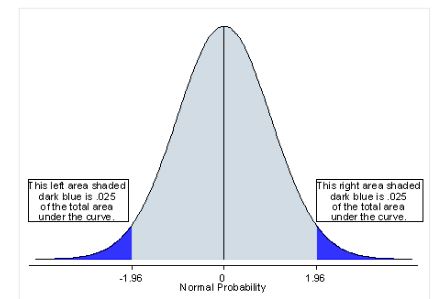 This left area shaded
dark blue is .025
of the total area
under the curve.
This right area shaded
dark blue is .025
of the total area
under the curve.
-1.96
0
1.96
Normal Probability